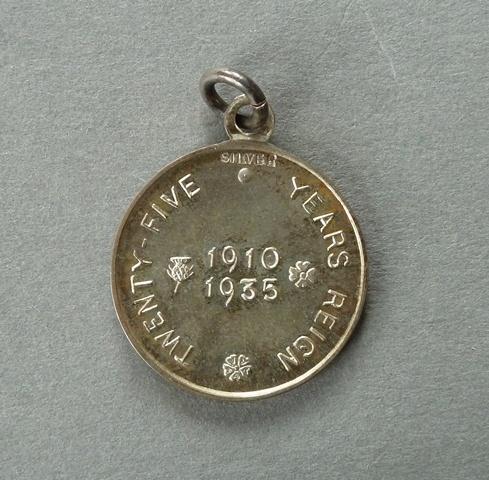 SILVER
TWENTY-FIVE YEARS REIGN
1910
1935